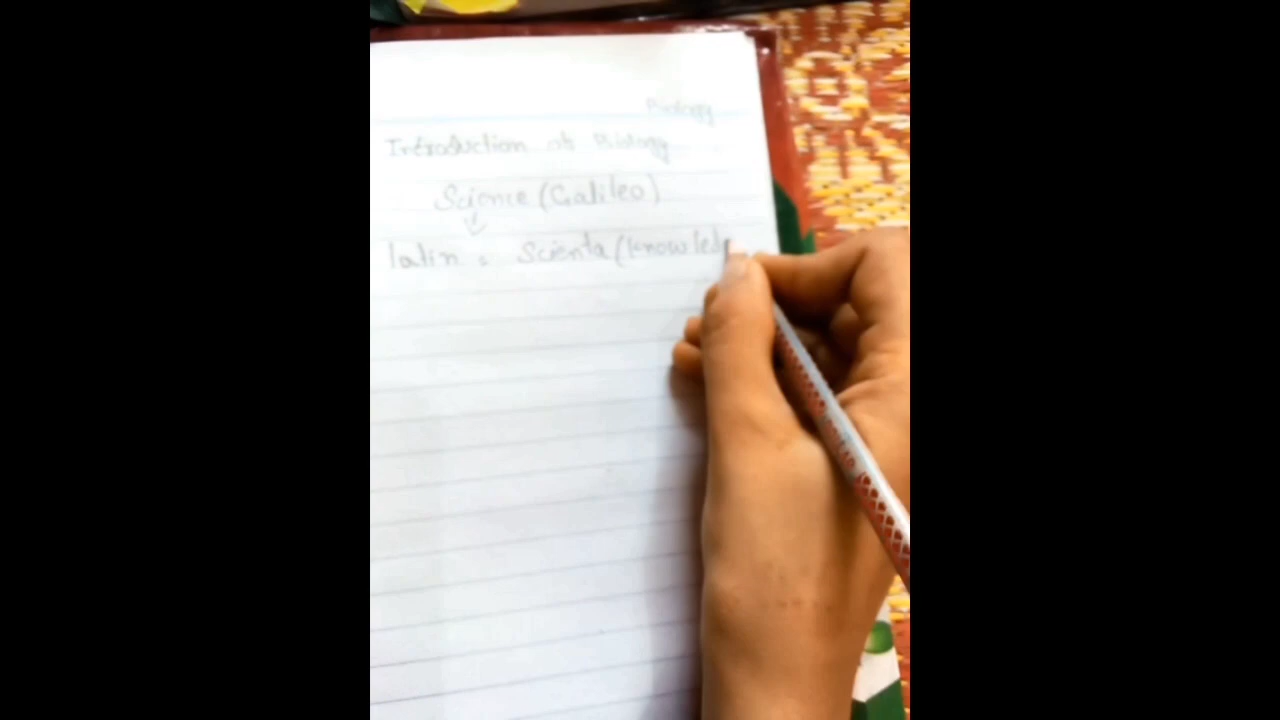 Biology
Introduction of Biology
Science (Galileo)
latin : Scienta (knowled